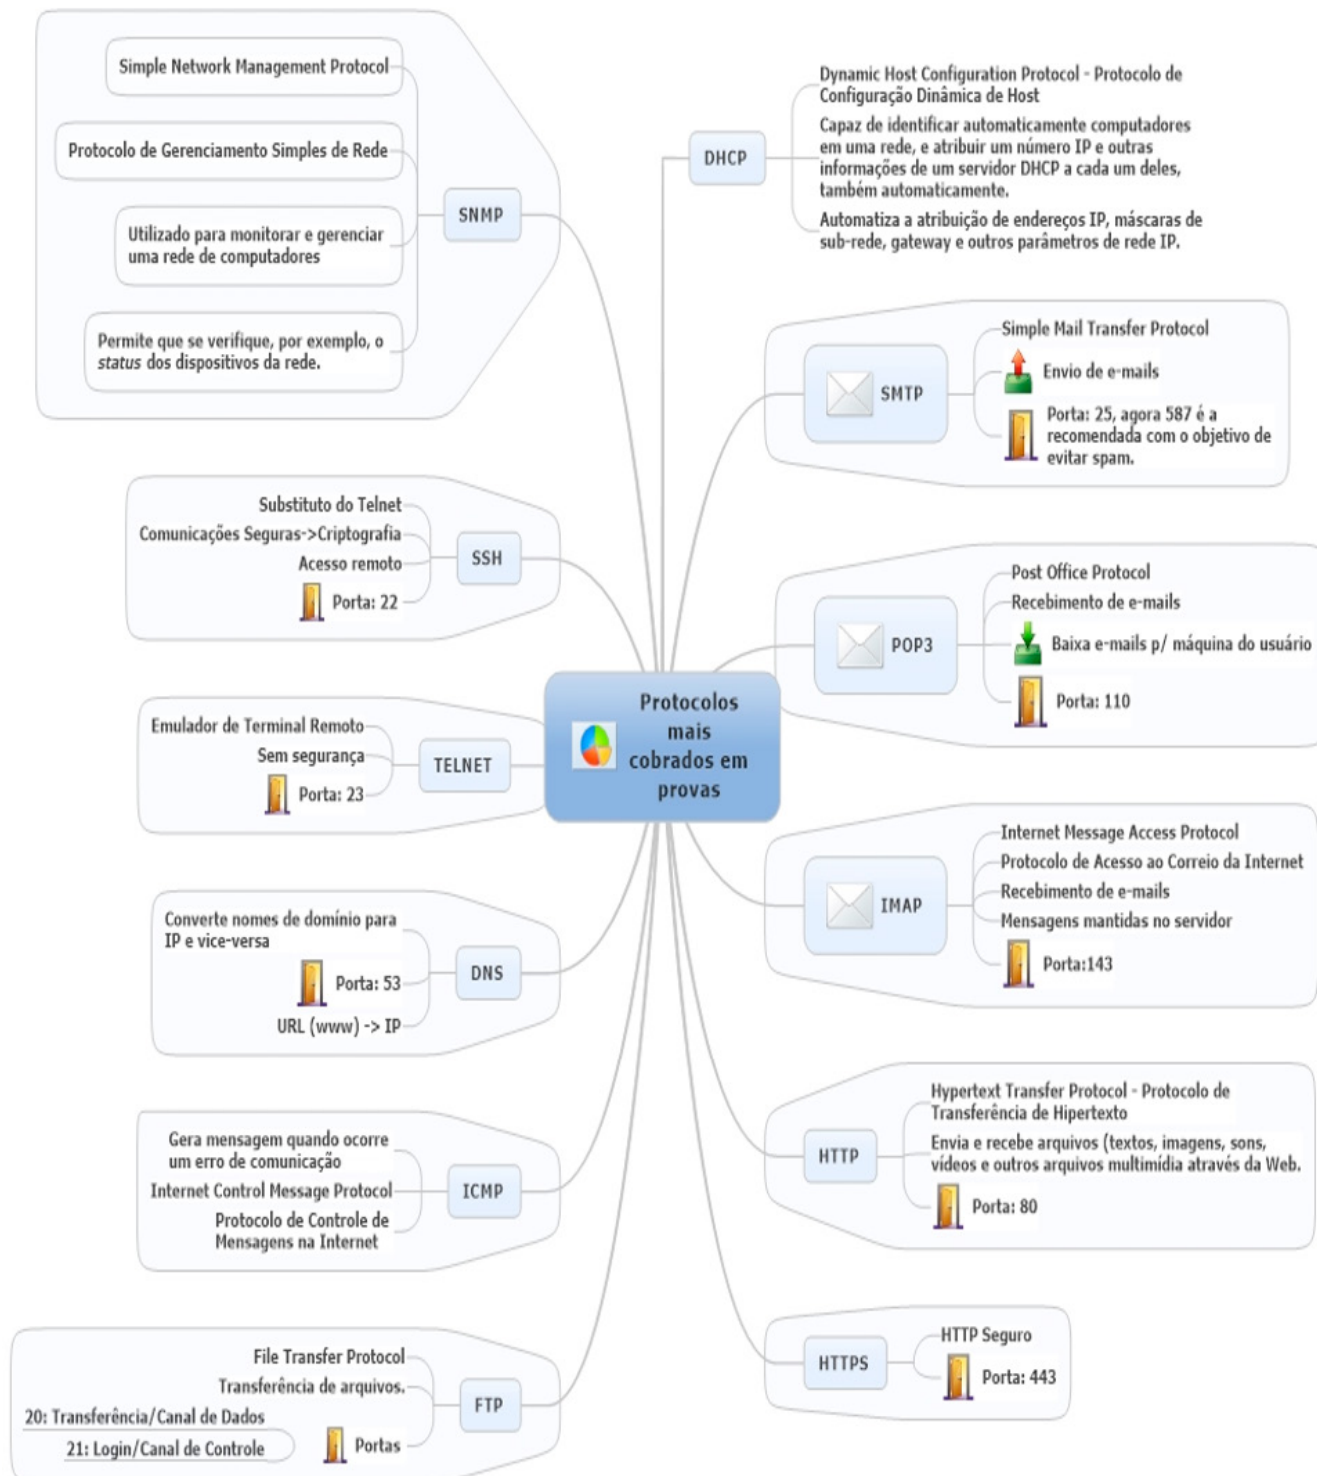 Protocolos
mais
cobrados em
provas
DHCP
Dynamic Host Configuration Protocol - Protocolo de
Configuração Dinâmica de Host
Capaz de identificar automaticamente computadores
em uma rede, e atribuir um número IP e outras
informações de um servidor DHCP a cada um deles,
também automaticamente.
Automatiza a atribuição de endereços IP, máscaras de
sub-rede, gateway e outros parâmetros de rede IP.
SMTP
Simple Mail Transfer Protocol
Envio de e-mails
Porta: 25, agora 587 é a
recomendada com o objetivo de
evitar spam.
POP3
Post Office Protocol
Recebimento de e-mails
Baixa e-mails p/ máquina do usuário
Porta: 110
IMAP
Internet Message Access Protocol
Protocolo de Acesso ao Correio da Internet
Recebimento de e-mails
Mensagens mantidas no servidor
Porta:143
HTTP
Hypertext Transfer Protocol - Protocolo de
Transferência de Hipertexto
Envia e recebe arquivos (textos, imagens, sons,
vídeos e outros arquivos multimídia através da Web.
Porta: 80
HTTPS
HTTP Seguro
Porta: 443
SNMP
Simple Network Management Protocol
Protocolo de Gerenciamento Simples de Rede
Utilizado para monitorar e gerenciar
uma rede de computadores
Permite que se verifique, por exemplo, o
status dos dispositivos da rede.
SSH
Substituto do Telnet
Comunicações Seguras->Criptografia
Acesso remoto
Porta: 22
TELNET
Emulador de Terminal Remoto
Sem segurança
Porta: 23
DNS
Converte nomes de domínio para
IP e vice-versa
Porta: 53
URL (www) -> IP
ICMP
Gera mensagem quando ocorre
um erro de comunicação
Internet Control Message Protocol
Protocolo de Controle de
Mensagens na Internet
FTP
File Transfer Protocol
Transferência de arquivos.
Portas
20: Transferência/Canal de Dados
21: Login/Canal de Controle